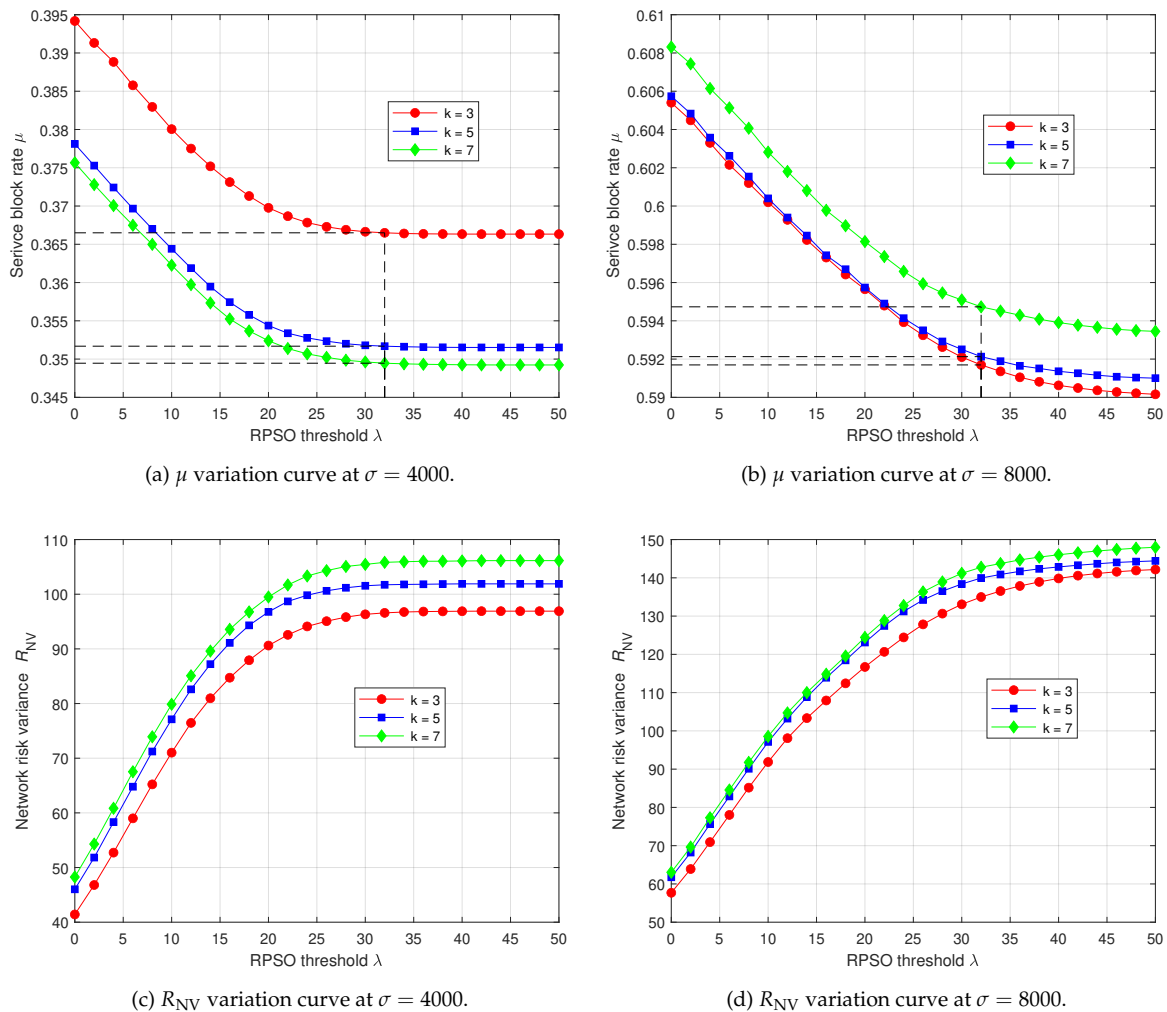 0.395
0.39
0.385
0.38
0.375
0.37
0.365
0.36
0.355
0.35
0.345
Serivce block rate μ
k = 3
k = 5
k = 7
0 5 10 15 20 25 30 35 40 45 50
RPSO threshold λ
(a) μ variation curve at σ = 4000.
0.61
0.608
0.606
0.604
0.602
0.6
0.598
0.596
0.594
0.592
0.59
Serivce block rate μ
k = 3
k = 5
k = 7
0 5 10 15 20 25 30 35 40 45 50
RPSO threshold λ
(b) μ variation curve at σ = 8000.
110
100
90
80
70
60
50
40
Network risk variance R_NV
k = 3
k = 5
k = 7
0 5 10 15 20 25 30 35 40 45 50
RPSO threshold λ
(c) R_NV variation curve at σ = 4000.
150
140
130
120
110
100
90
80
70
60
50
Network risk variance R_NV
k = 3
k = 5
k = 7
0 5 10 15 20 25 30 35 40 45 50
RPSO threshold λ
(d) R_NV variation curve at σ = 8000.